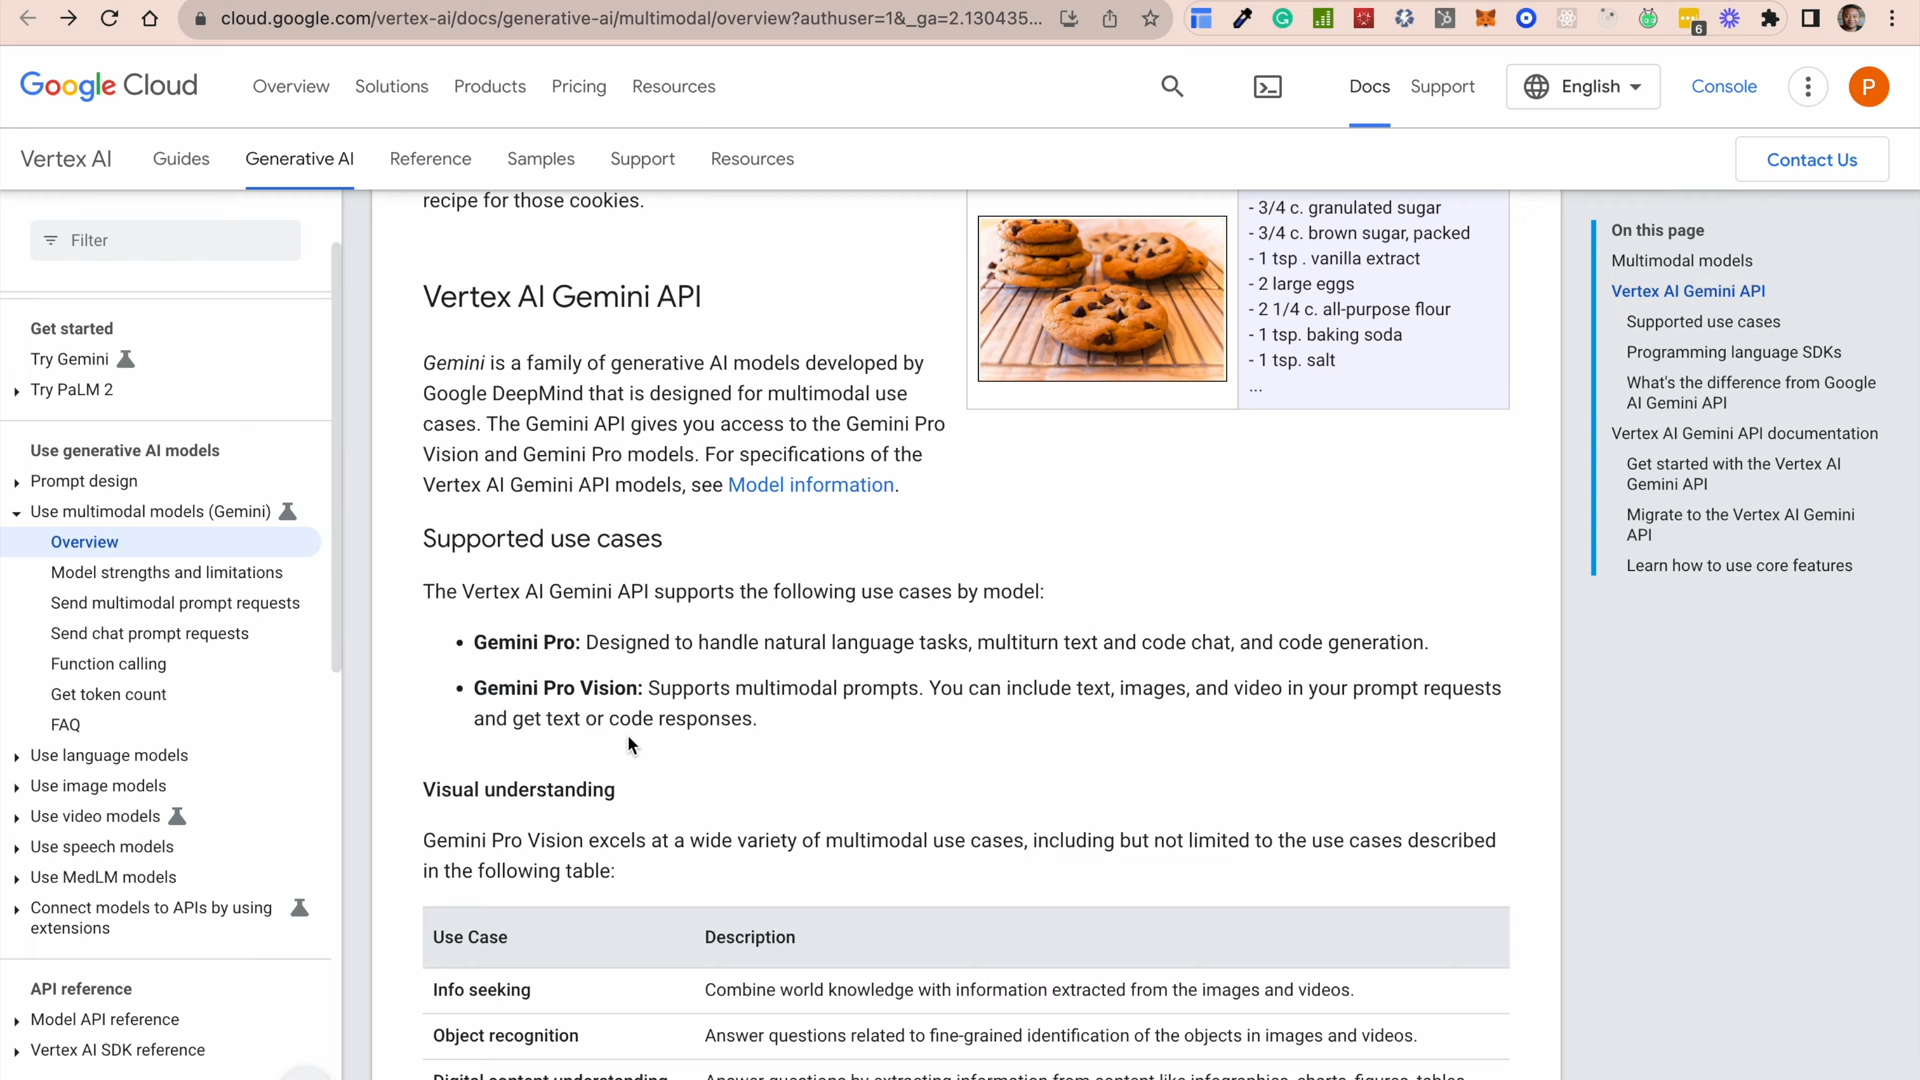 cloud.google.com/vertex-ai/docs/generative-ai/multimodal/overview?authuser=1&_ga=2.130435...
6
Google Cloud
Overview
Solutions
Products
Pricing
Resources
Docs
Support
English
Console
P
Vertex AI
Guides
Generative AI
Reference
Samples
Support
Resources
Contact Us
Filter
Get started
Try Gemini
Try PaLM 2
Use generative AI models
Prompt design
Use multimodal models (Gemini)
Overview
Model strengths and limitations
Send multimodal prompt requests
Send chat prompt requests
Function calling
Get token count
FAQ
Use language models
Use image models
Use video models
Use speech models
Use MedLM models
Connect models to APIs by using
extensions
API reference
Model API reference
Vertex AI SDK reference
recipe for those cookies.
- 3/4 c. granulated sugar
- 3/4 c. brown sugar, packed
- 1 tsp . vanilla extract
- 2 large eggs
- 2 1/4 c. all-purpose flour
- 1 tsp. baking soda
- 1 tsp. salt
...
Vertex AI Gemini API
Gemini is a family of generative AI models developed by
Google DeepMind that is designed for multimodal use
cases. The Gemini API gives you access to the Gemini Pro
Vision and Gemini Pro models. For specifications of the
Vertex AI Gemini API models, see Model information.
Supported use cases
The Vertex AI Gemini API supports the following use cases by model:
• Gemini Pro: Designed to handle natural language tasks, multiturn text and code chat, and code generation.
• Gemini Pro Vision: Supports multimodal prompts. You can include text, images, and video in your prompt requests
and get text or code responses.
Visual understanding
Gemini Pro Vision excels at a wide variety of multimodal use cases, including but not limited to the use cases described
in the following table:
Use Case
Description
Info seeking
Combine world knowledge with information extracted from the images and videos.
Object recognition
Answer questions related to fine-grained identification of the objects in images and videos.
Digital content understanding
Answer questions by extracting information from content like infographics, charts, figures, tables,
On this page
Multimodal models
Vertex AI Gemini API
Supported use cases
Programming language SDKs
What's the difference from Google
AI Gemini API
Vertex AI Gemini API documentation
Get started with the Vertex AI
Gemini API
Migrate to the Vertex AI Gemini
API
Learn how to use core features